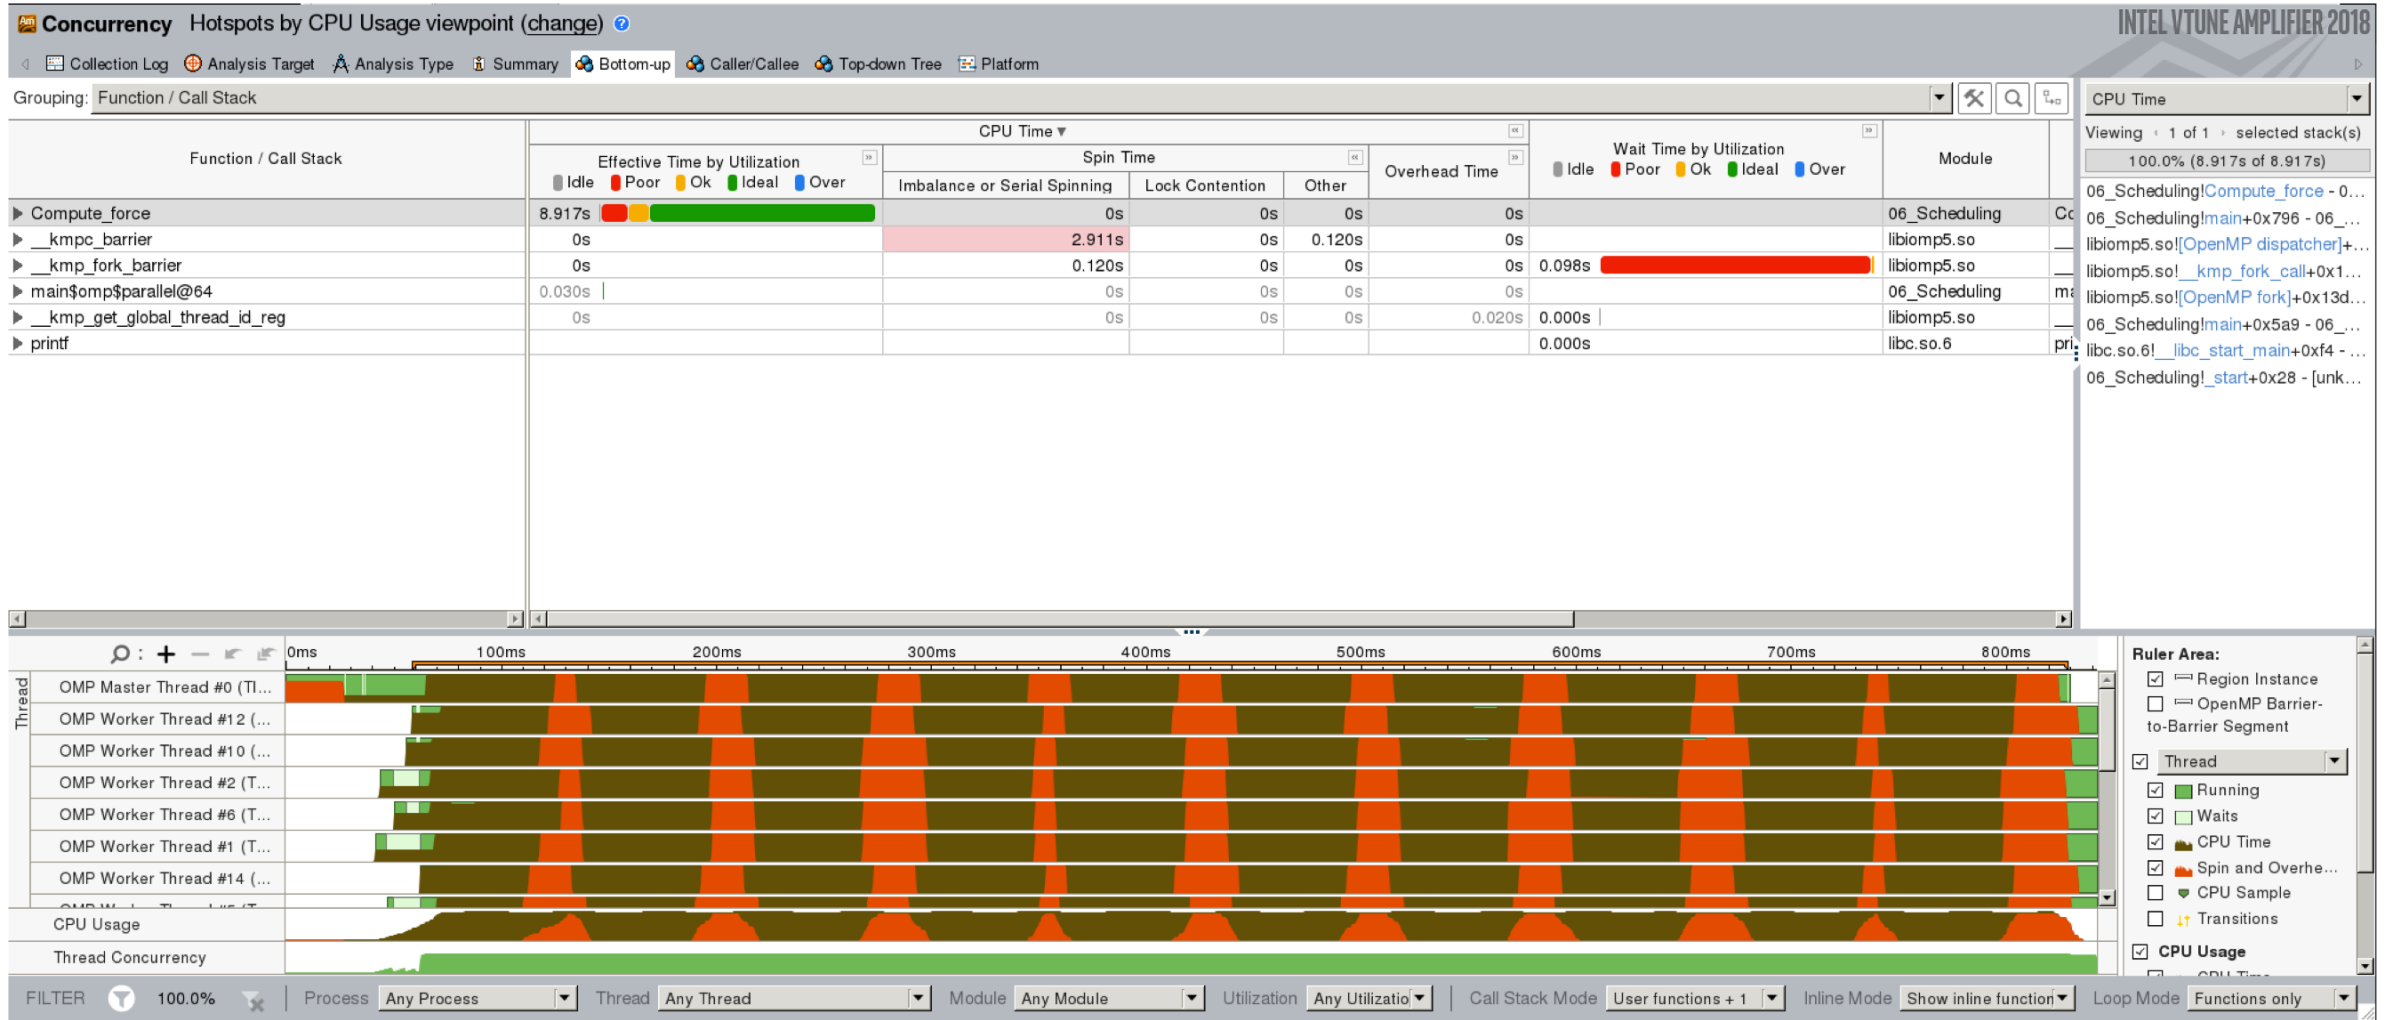 Concurrency Hotspots by CPU Usage viewpoint (change) ?
INTEL VTUNE AMPLIFIER 2018
Collection Log Analysis Target Analysis Type Summary Bottom-up Caller/Callee Top-down Tree Platform
Grouping: Function / Call Stack
CPU Time
Viewing 1 of 1 selected stack(s)
100.0% (8.917s of 8.917s)
06_Scheduling!Compute_force - 0...
06_Scheduling!main+0x796 - 06_...
libiomp5.so![OpenMP dispatcher]+...
libiomp5.so!__kmp_fork_call+0x1...
libiomp5.so![OpenMP fork]+0x13d...
06_Scheduling!main+0x5a9 - 06_...
libc.so.6!__libc_start_main+0xf4 - ...
06_Scheduling!_start+0x28 - [unk...
Function / Call Stack
CPU Time
Effective Time by Utilization
Idle Poor Ok Ideal Over
Spin Time
Imbalance or Serial Spinning Lock Contention Other
Overhead Time
Wait Time by Utilization
Idle Poor Ok Ideal Over
Module
Compute_force 8.917s 0s 0s 0s 0s 06_Scheduling Co
__kmpc_barrier 0s 2.911s 0s 0.120s 0s libiomp5.so __
__kmp_fork_barrier 0s 0.120s 0s 0s 0s 0.098s libiomp5.so __
main$omp$parallel@64 0.030s 0s 0s 0s 0s 06_Scheduling ma
__kmp_get_global_thread_id_reg 0s 0s 0s 0s 0.020s 0.000s libiomp5.so __
printf 0.000s libc.so.6 pri
0ms 100ms 200ms 300ms 400ms 500ms 600ms 700ms 800ms
Thread
OMP Master Thread #0 (TI...
OMP Worker Thread #12 (...
OMP Worker Thread #10 (...
OMP Worker Thread #2 (T...
OMP Worker Thread #6 (T...
OMP Worker Thread #1 (T...
OMP Worker Thread #14 (...
CPU Usage
Thread Concurrency
Ruler Area:
Region Instance
OpenMP Barrier-
to-Barrier Segment
Thread
Running
Waits
CPU Time
Spin and Overhe...
CPU Sample
Transitions
CPU Usage
CPU Time
FILTER 100.0% Process Any Process Thread Any Thread Module Any Module Utilization Any Utilizatio Call Stack Mode User functions + 1 Inline Mode Show inline function Loop Mode Functions only